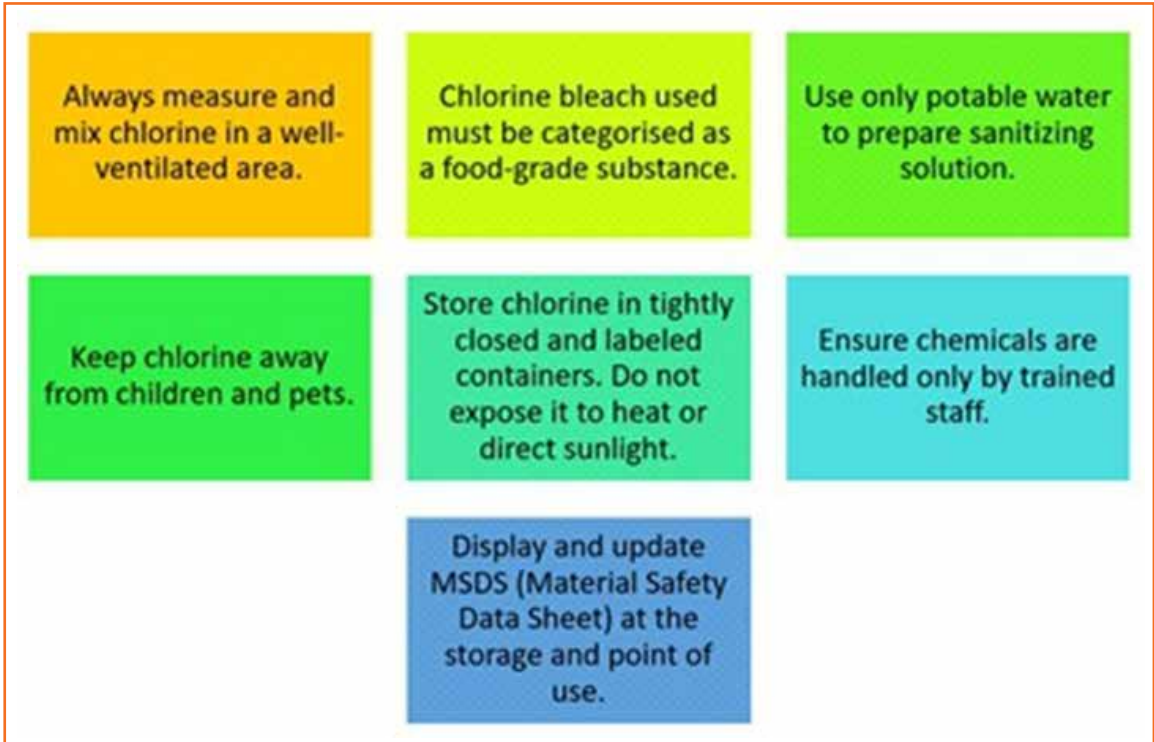 Always measure and
mix chlorine in a well-
ventilated area.
Chlorine bleach used
must be categorised as
a food-grade substance.
Use only potable water
to prepare sanitizing
solution.
Keep chlorine away
from children and pets.
Store chlorine in tightly
closed and labeled
containers. Do not
expose it to heat or
direct sunlight.
Ensure chemicals are
handled only by trained
staff.
Display and update
MSDS (Material Safety
Data Sheet) at the
storage and point of
use.